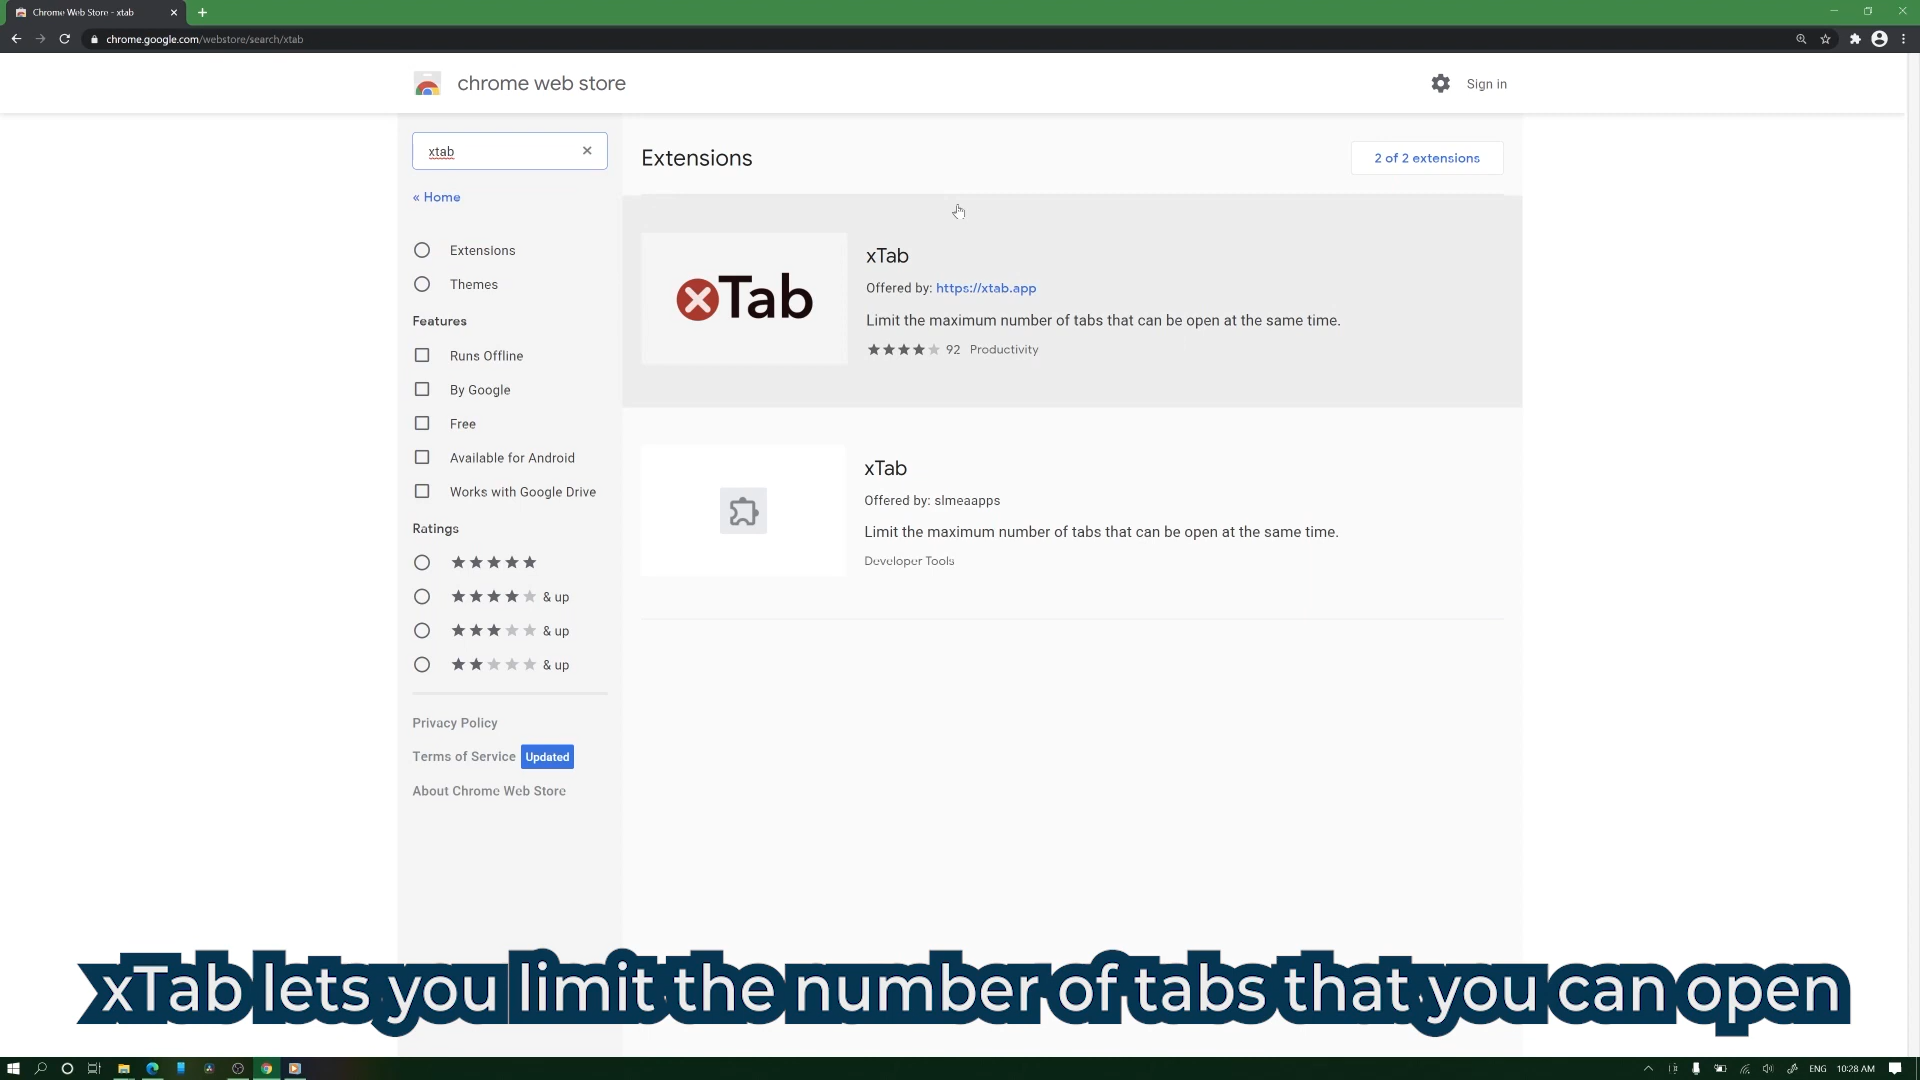 Chrome Web Store - xtab
chrome.google.com/webstore/search/xtab
chrome web store
Sign in
xtab
« Home
Extensions
Themes
Features
Runs Offline
By Google
Free
Available for Android
Works with Google Drive
Ratings
& up
& up
& up
Privacy Policy
Terms of Service Updated
About Chrome Web Store
Extensions
2 of 2 extensions
xTab
xTab
Offered by: https://xtab.app
Limit the maximum number of tabs that can be open at the same time.
92 Productivity
xTab
Offered by: slmeaapps
Limit the maximum number of tabs that can be open at the same time.
Developer Tools
xTab lets you limit the number of tabs that you can open
ENG 10:28 AM